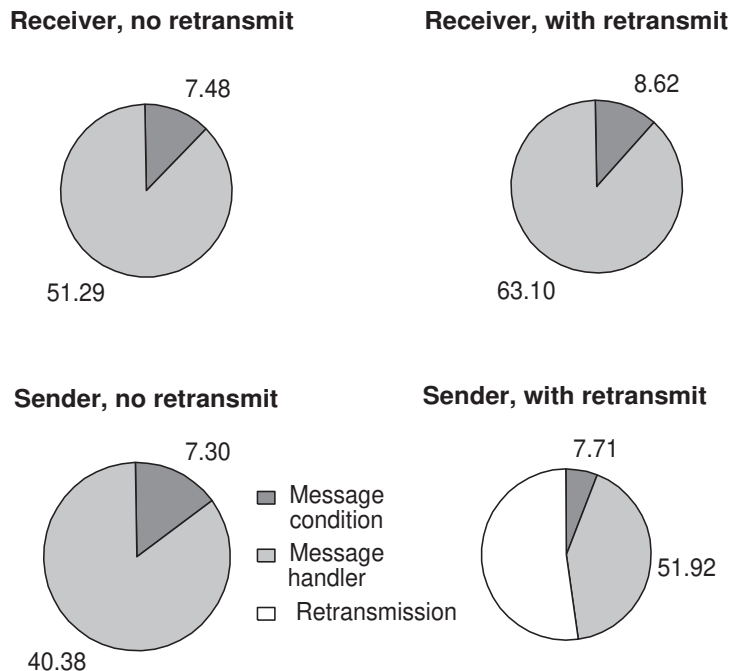 Receiver, no retransmit
7.48
51.29
Receiver, with retransmit
8.62
63.10
Sender, no retransmit
7.30
40.38
Message
condition
Message
handler
Retransmission
Sender, with retransmit
7.71
51.92